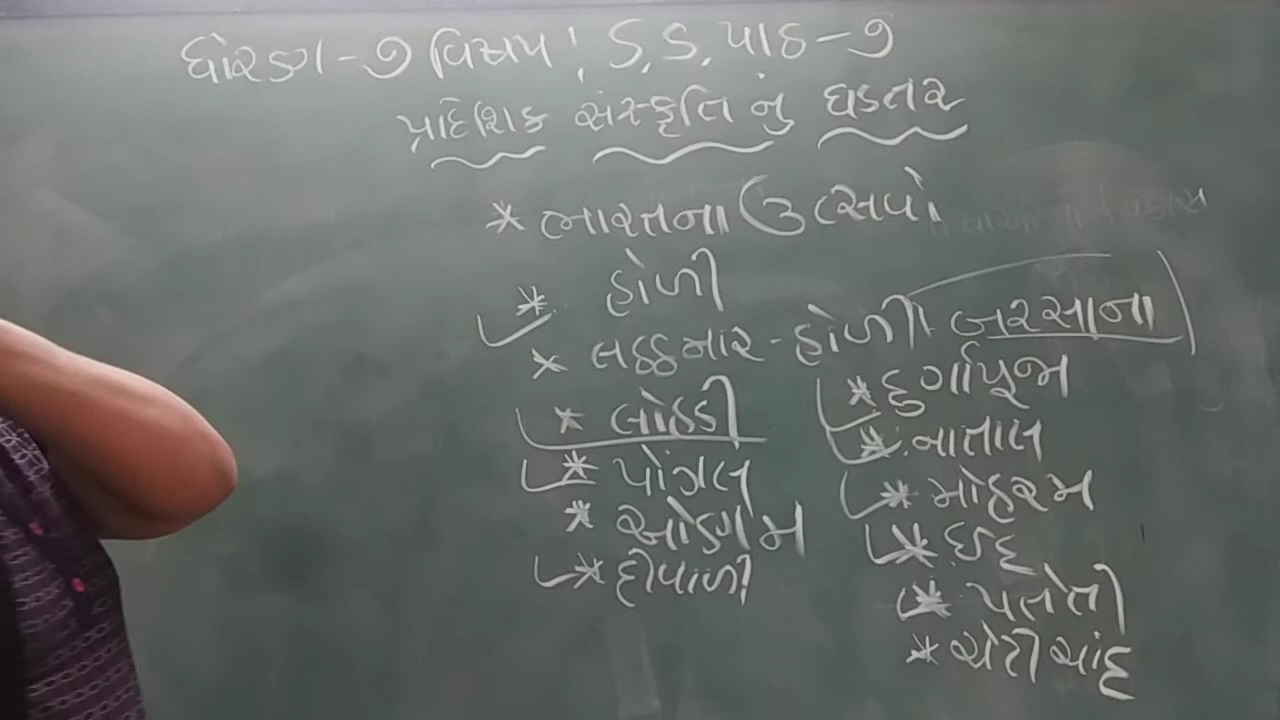 ધોરણ-૭ વિષય: S.S. પાઠ-૭
પ્રાદેશિક સંસ્કૃતિનું ઘડતર
* ભારતના ઉત્સવો
* હોળી
* લઠ્ઠમાર-હોળી બરસાના
* લોહડી
* પોંગલ
* ઓણમ
* દીવાળી
* દુર્ગાપૂજા
* નાતાલ
* મોહરમ
* ઈદ
* પતેતી
* ચેટીચાંદ